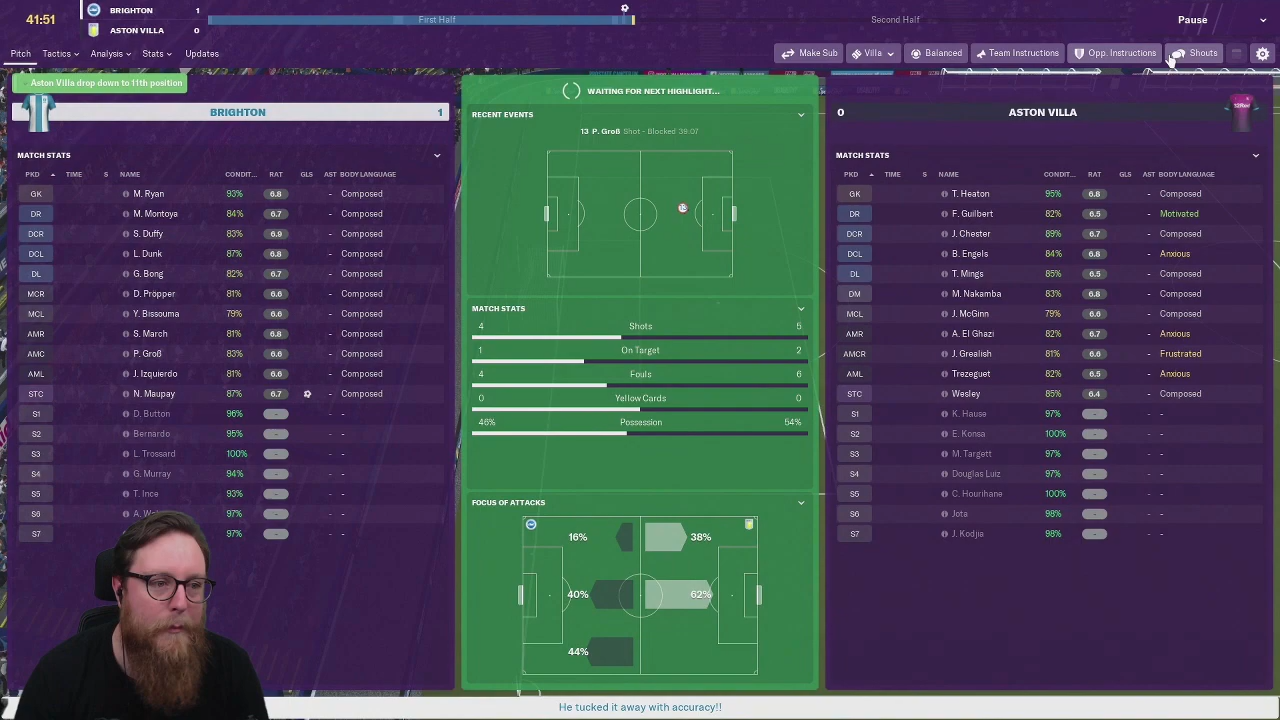 41:51
BRIGHTON 1
ASTON VILLA 0
First Half
Second Half
Pause
Pitch Tactics Analysis Stats Updates
Make Sub Villa Balanced Team Instructions Opp. Instructions Shouts
Aston Villa drop down to 11th position
BRIGHTON 1
MATCH STATS
PKD TIME S NAME CONDIT... RAT GLS AST BODY LANGUAGE
GK M. Ryan 93% 6.8 - Composed
DR M. Montoya 84% 6.7 - Composed
DCR S. Duffy 83% 6.9 - Composed
DCL L. Dunk 87% 6.8 - Composed
DL G. Bong 82% 6.7 - Composed
MCR D. Pröpper 81% 6.6 - Composed
MCL Y. Bissouma 79% 6.6 - Composed
AMR S. March 81% 6.8 - Composed
AMC P. Groß 83% 6.6 - Composed
AML J. Izquierdo 81% 6.6 - Composed
STC N. Maupay 87% 6.7 - Composed
S1 D. Button 96% - - -
S2 Bernardo 95% - - -
S3 L. Trossard 100% - - -
S4 G. Murray 94% - - -
S5 T. Ince 93% - - -
S6 97% - - -
S7 97% - - -
WAITING FOR NEXT HIGHLIGHT...
RECENT EVENTS
13 P. Groß Shot - Blocked 39:07
13
MATCH STATS
4 Shots 5
1 On Target 2
4 Fouls 6
0 Yellow Cards 0
46% Possession 54%
FOCUS OF ATTACKS
16% 38%
40% 62%
44%
0 ASTON VILLA
MATCH STATS
PKD TIME S NAME CONDIT... RAT GLS AST BODY LANGUAGE
GK T. Heaton 95% 6.8 - Composed
DR F. Guilbert 82% 6.5 - Motivated
DCR J. Chester 89% 6.7 - Composed
DCL B. Engels 84% 6.8 - Anxious
DL T. Mings 85% 6.5 - Composed
DM M. Nakamba 83% 6.8 - Composed
MCL J. McGinn 79% 6.6 - Composed
AMR A. El Ghazi 82% 6.7 - Anxious
AMCR J. Grealish 81% 6.6 - Frustrated
AML Trezeguet 82% 6.5 - Anxious
STC Wesley 85% 6.4 - Composed
S1 K. Hause 97% - - -
S2 E. Konsa 100% - - -
S3 M. Targett 97% - - -
S4 Douglas Luiz 97% - - -
S5 C. Hourihane 100% - - -
S6 Jota 98% - - -
S7 J. Kodjia 98% - - -
He tucked it away with accuracy!!